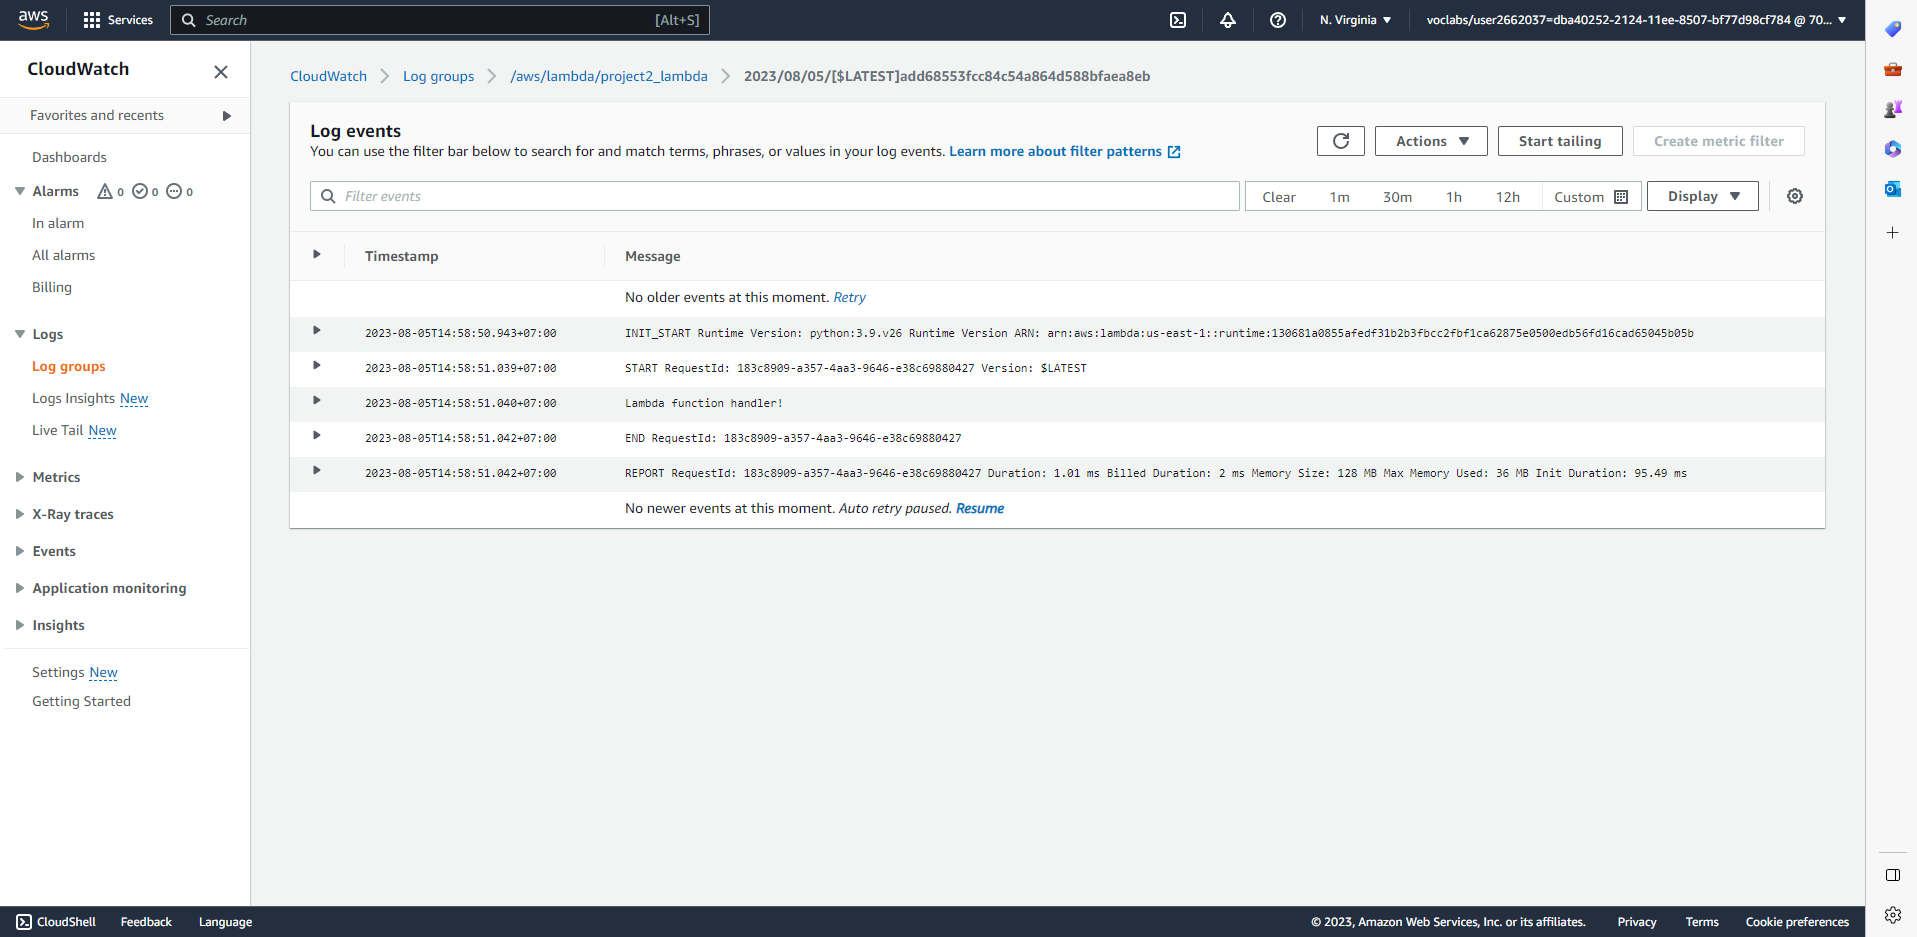 aws Services Search [Alt+S] N. Virginia voclabs/user2662037=dba40252-2124-11ee-8507-bf77d98cf784 @ 70...
CloudWatch
Favorites and recents
Dashboards
Alarms 0 0 0
In alarm
All alarms
Billing
Logs
Log groups
Logs Insights New
Live Tail New
Metrics
X-Ray traces
Events
Application monitoring
Insights
Settings New
Getting Started
CloudWatch Log groups /aws/lambda/project2_lambda 2023/08/05/[$LATEST]add68553fcc84c54a864d588bfaea8eb
Log events
You can use the filter bar below to search for and match terms, phrases, or values in your log events. Learn more about filter patterns
Actions Start tailing Create metric filter
Filter events Clear 1m 30m 1h 12h Custom Display
Timestamp Message
No older events at this moment. Retry
2023-08-05T14:58:50.943+07:00 INIT_START Runtime Version: python:3.9.v26 Runtime Version ARN: arn:aws:lambda:us-east-1::runtime:130681a0855afedf31b2b3fbcc2fbf1ca62875e0500edb56fd16cad65045b05b
2023-08-05T14:58:51.039+07:00 START RequestId: 183c8909-a357-4aa3-9646-e38c69880427 Version: $LATEST
2023-08-05T14:58:51.040+07:00 Lambda function handler!
2023-08-05T14:58:51.042+07:00 END RequestId: 183c8909-a357-4aa3-9646-e38c69880427
2023-08-05T14:58:51.042+07:00 REPORT RequestId: 183c8909-a357-4aa3-9646-e38c69880427 Duration: 1.01 ms Billed Duration: 2 ms Memory Size: 128 MB Max Memory Used: 36 MB Init Duration: 95.49 ms
No newer events at this moment. Auto retry paused. Resume
CloudShell Feedback Language © 2023, Amazon Web Services, Inc. or its affiliates. Privacy Terms Cookie preferences